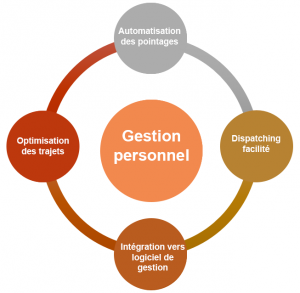 Automatisation
des pointages
Optimisation
des trajets
Gestion
personnel
Dispatching
facilité
Intégration vers
logiciel de
gestion